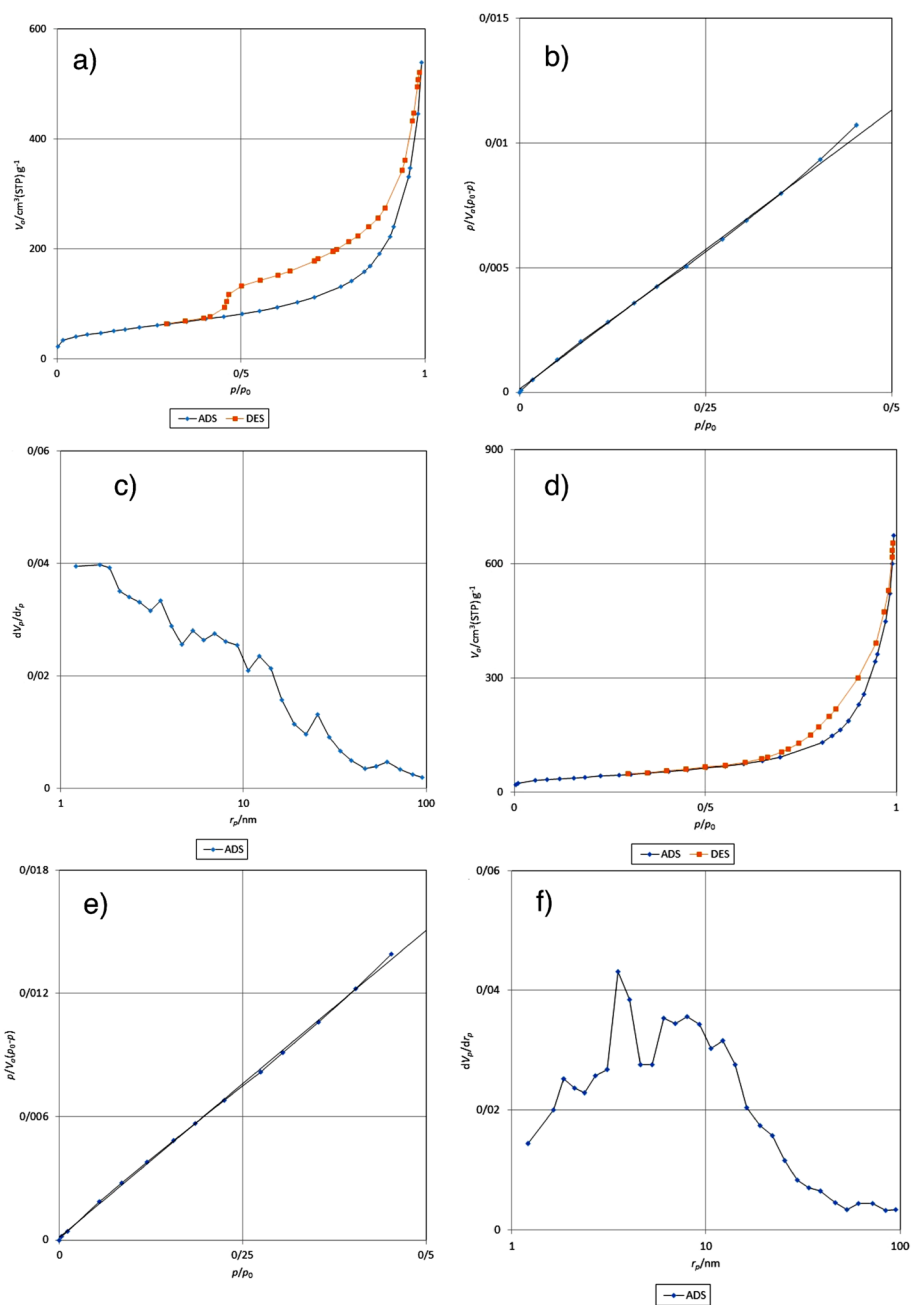 a)
600
400
200
0
Va/cm³(STP) g⁻¹
0
0/5
1
p/p₀
ADS
DES
b)
0/015
0/01
0/005
0
p/Va(p₀-p)
0
0/25
0/5
p/p₀
c)
0/06
0/04
0/02
0
dVp/drp
1
10
100
rp/nm
ADS
d)
900
600
300
0
Va/cm³(STP) g⁻¹
0
0/5
1
p/p₀
ADS
DES
e)
0/018
0/012
0/006
0
p/Va(p₀-p)
0
0/25
0/5
p/p₀
f)
0/06
0/04
0/02
0
dVp/drp
1
10
100
rp/nm
ADS